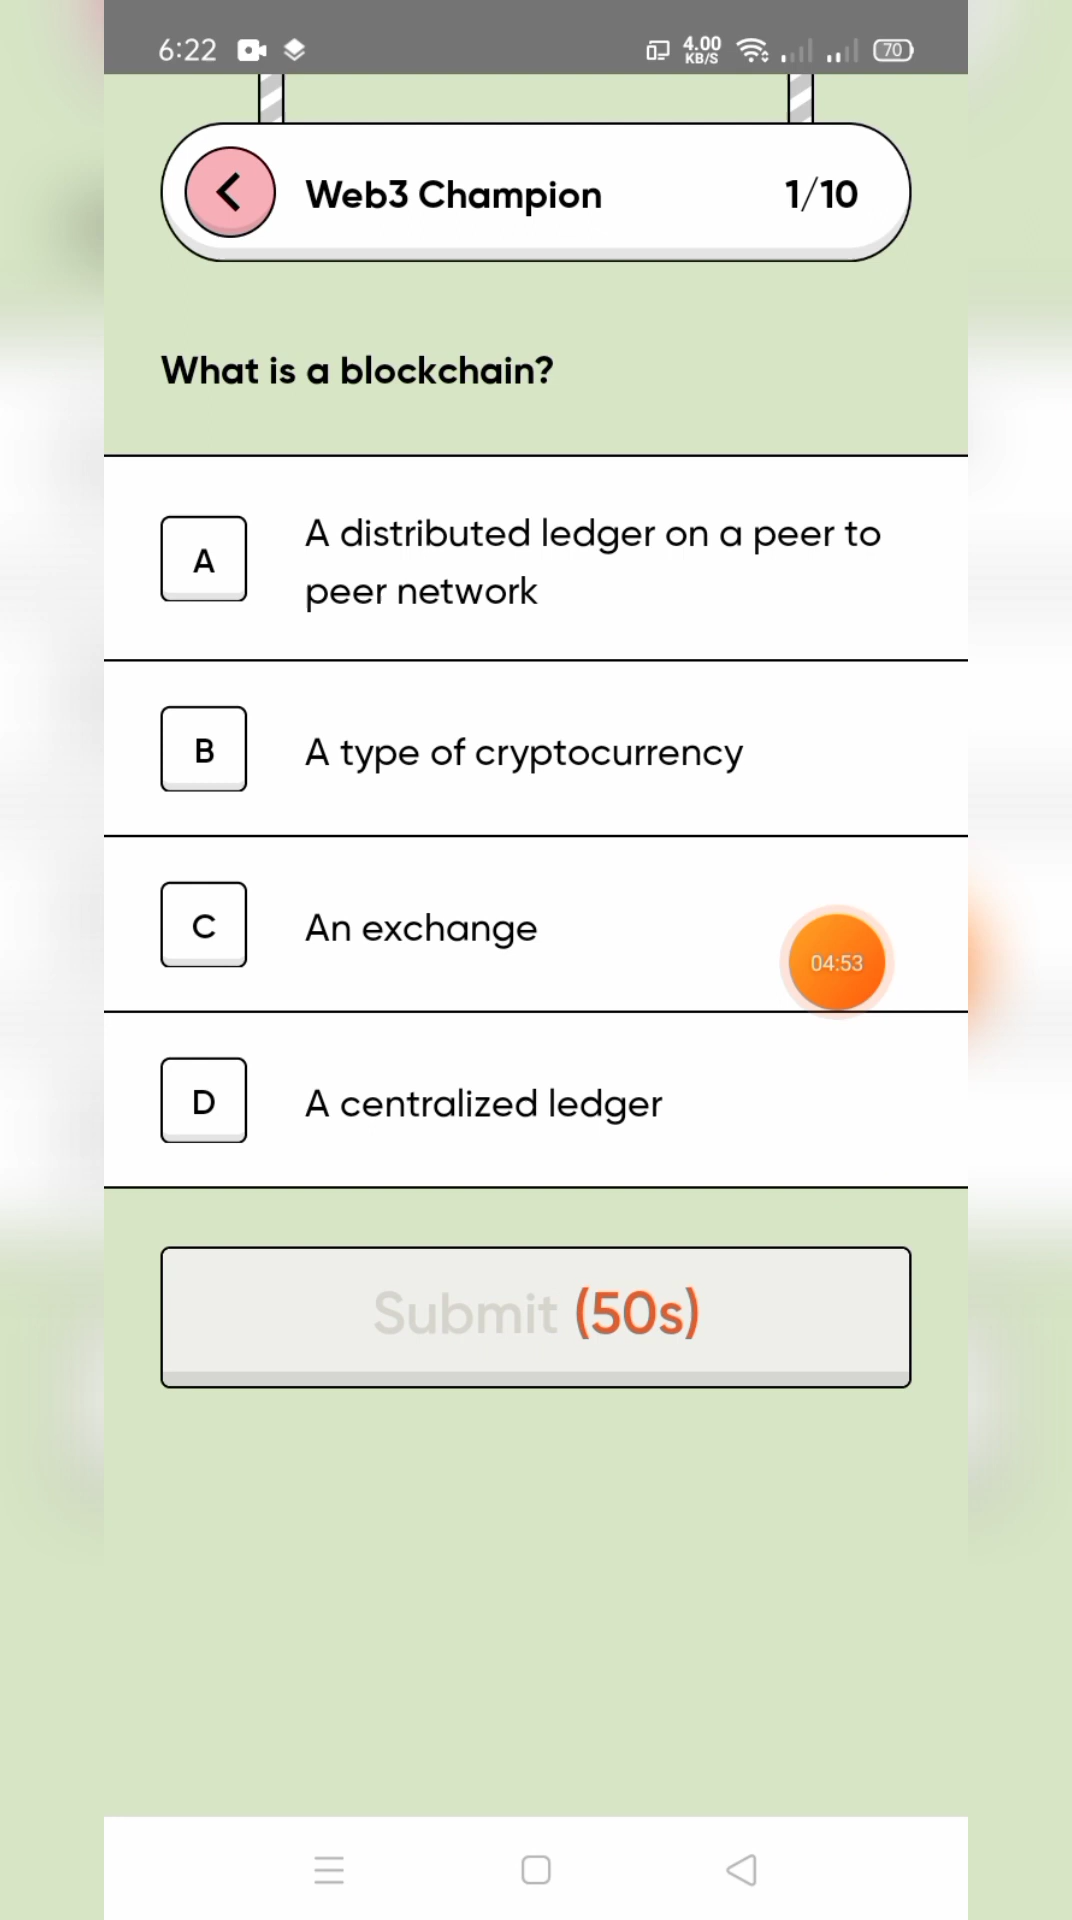 6:22 4.00 KB/S 70
Web3 Champion 1/10
What is a blockchain?
A A distributed ledger on a peer to
peer network
B A type of cryptocurrency
C An exchange
04:53
D A centralized ledger
Submit (50s)